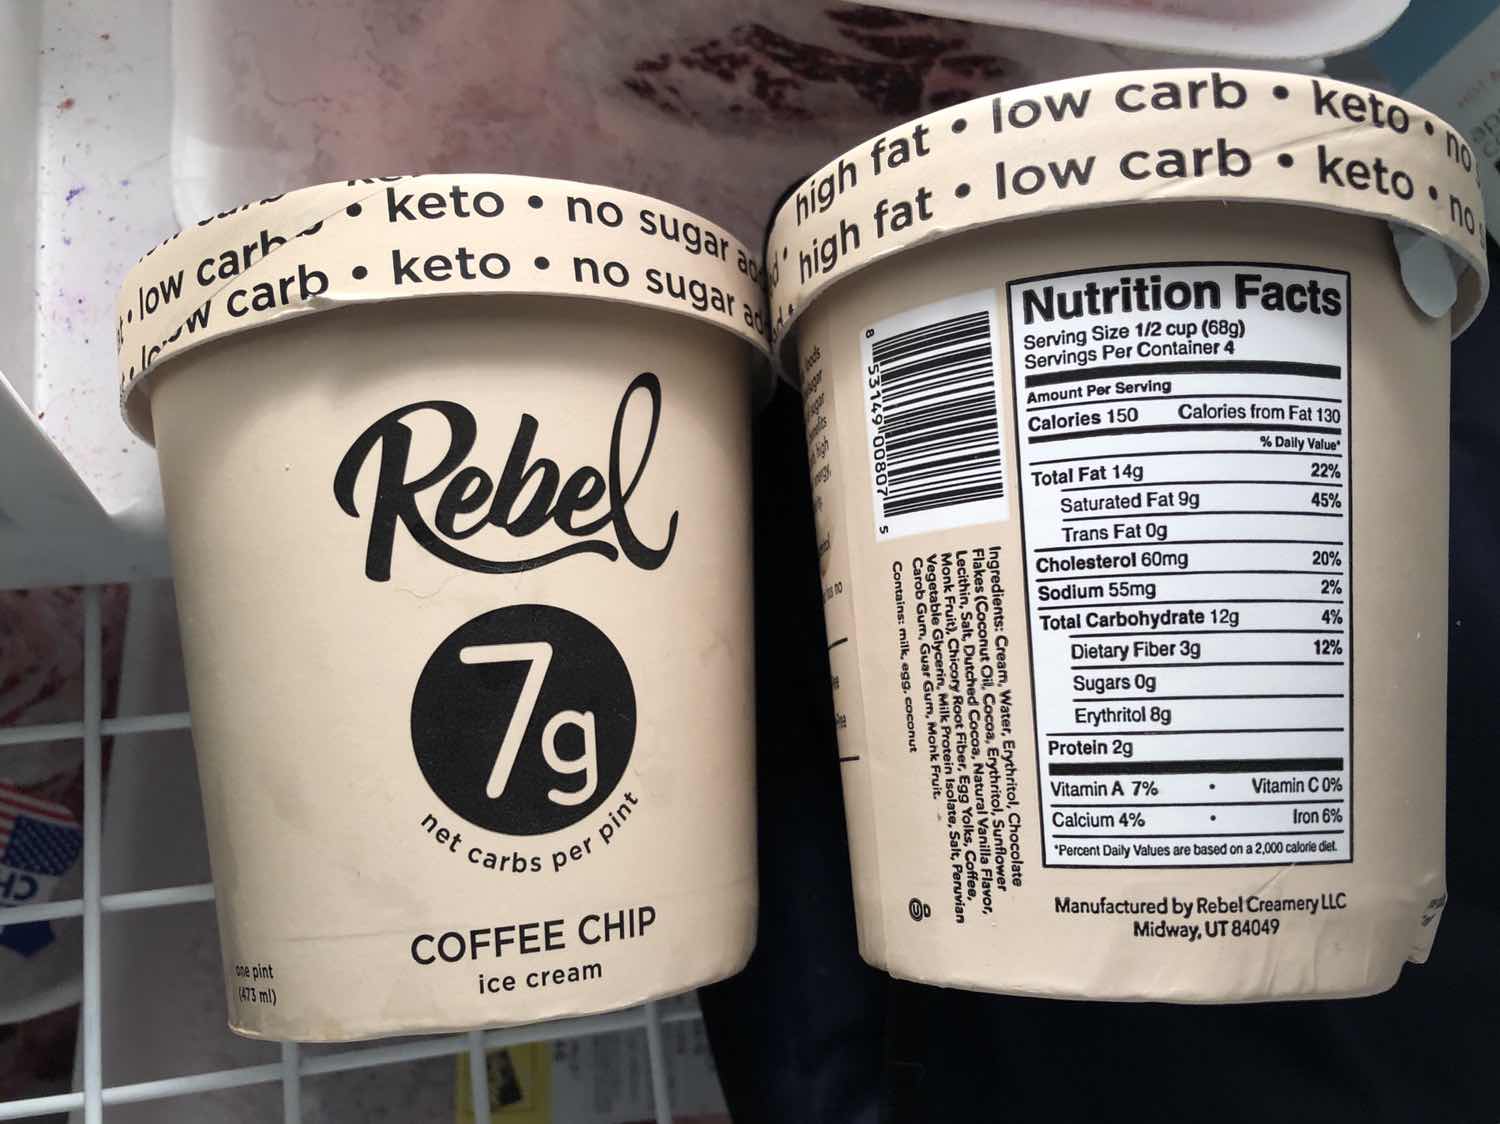 low carb • keto • no sugar
low carb • keto • no sugar
Rebel
7g
net carbs per pint
COFFEE CHIP
ice cream
one pint
(473 ml)
high fat • low carb • keto • no
high fat • low carb • keto • no
8 53149 00807 5
Ingredients: Cream, Water, Erythritol, Chocolate
Flakes (Coconut Oil, Cocoa, Erythritol, Sunflower
Lecithin, Salt, Dutched Cocoa, Natural Vanilla Flavor,
Monk Fruit), Chicory Root Fiber, Egg Yolks, Coffee,
Vegetable Glycerin, Milk Protein Isolate, Salt, Peruvian
Carob Gum, Guar Gum, Monk Fruit.
Contains: milk, egg, coconut
Nutrition Facts
Serving Size 1/2 cup (68g)
Servings Per Container 4
Amount Per Serving
Calories 150 Calories from Fat 130
% Daily Value*
Total Fat 14g 22%
Saturated Fat 9g 45%
Trans Fat 0g
Cholesterol 60mg 20%
Sodium 55mg 2%
Total Carbohydrate 12g 4%
Dietary Fiber 3g 12%
Sugars 0g
Erythritol 8g
Protein 2g
Vitamin A 7% • Vitamin C 0%
Calcium 4% • Iron 6%
*Percent Daily Values are based on a 2,000 calorie diet.
Manufactured by Rebel Creamery LLC
Midway, UT 84049